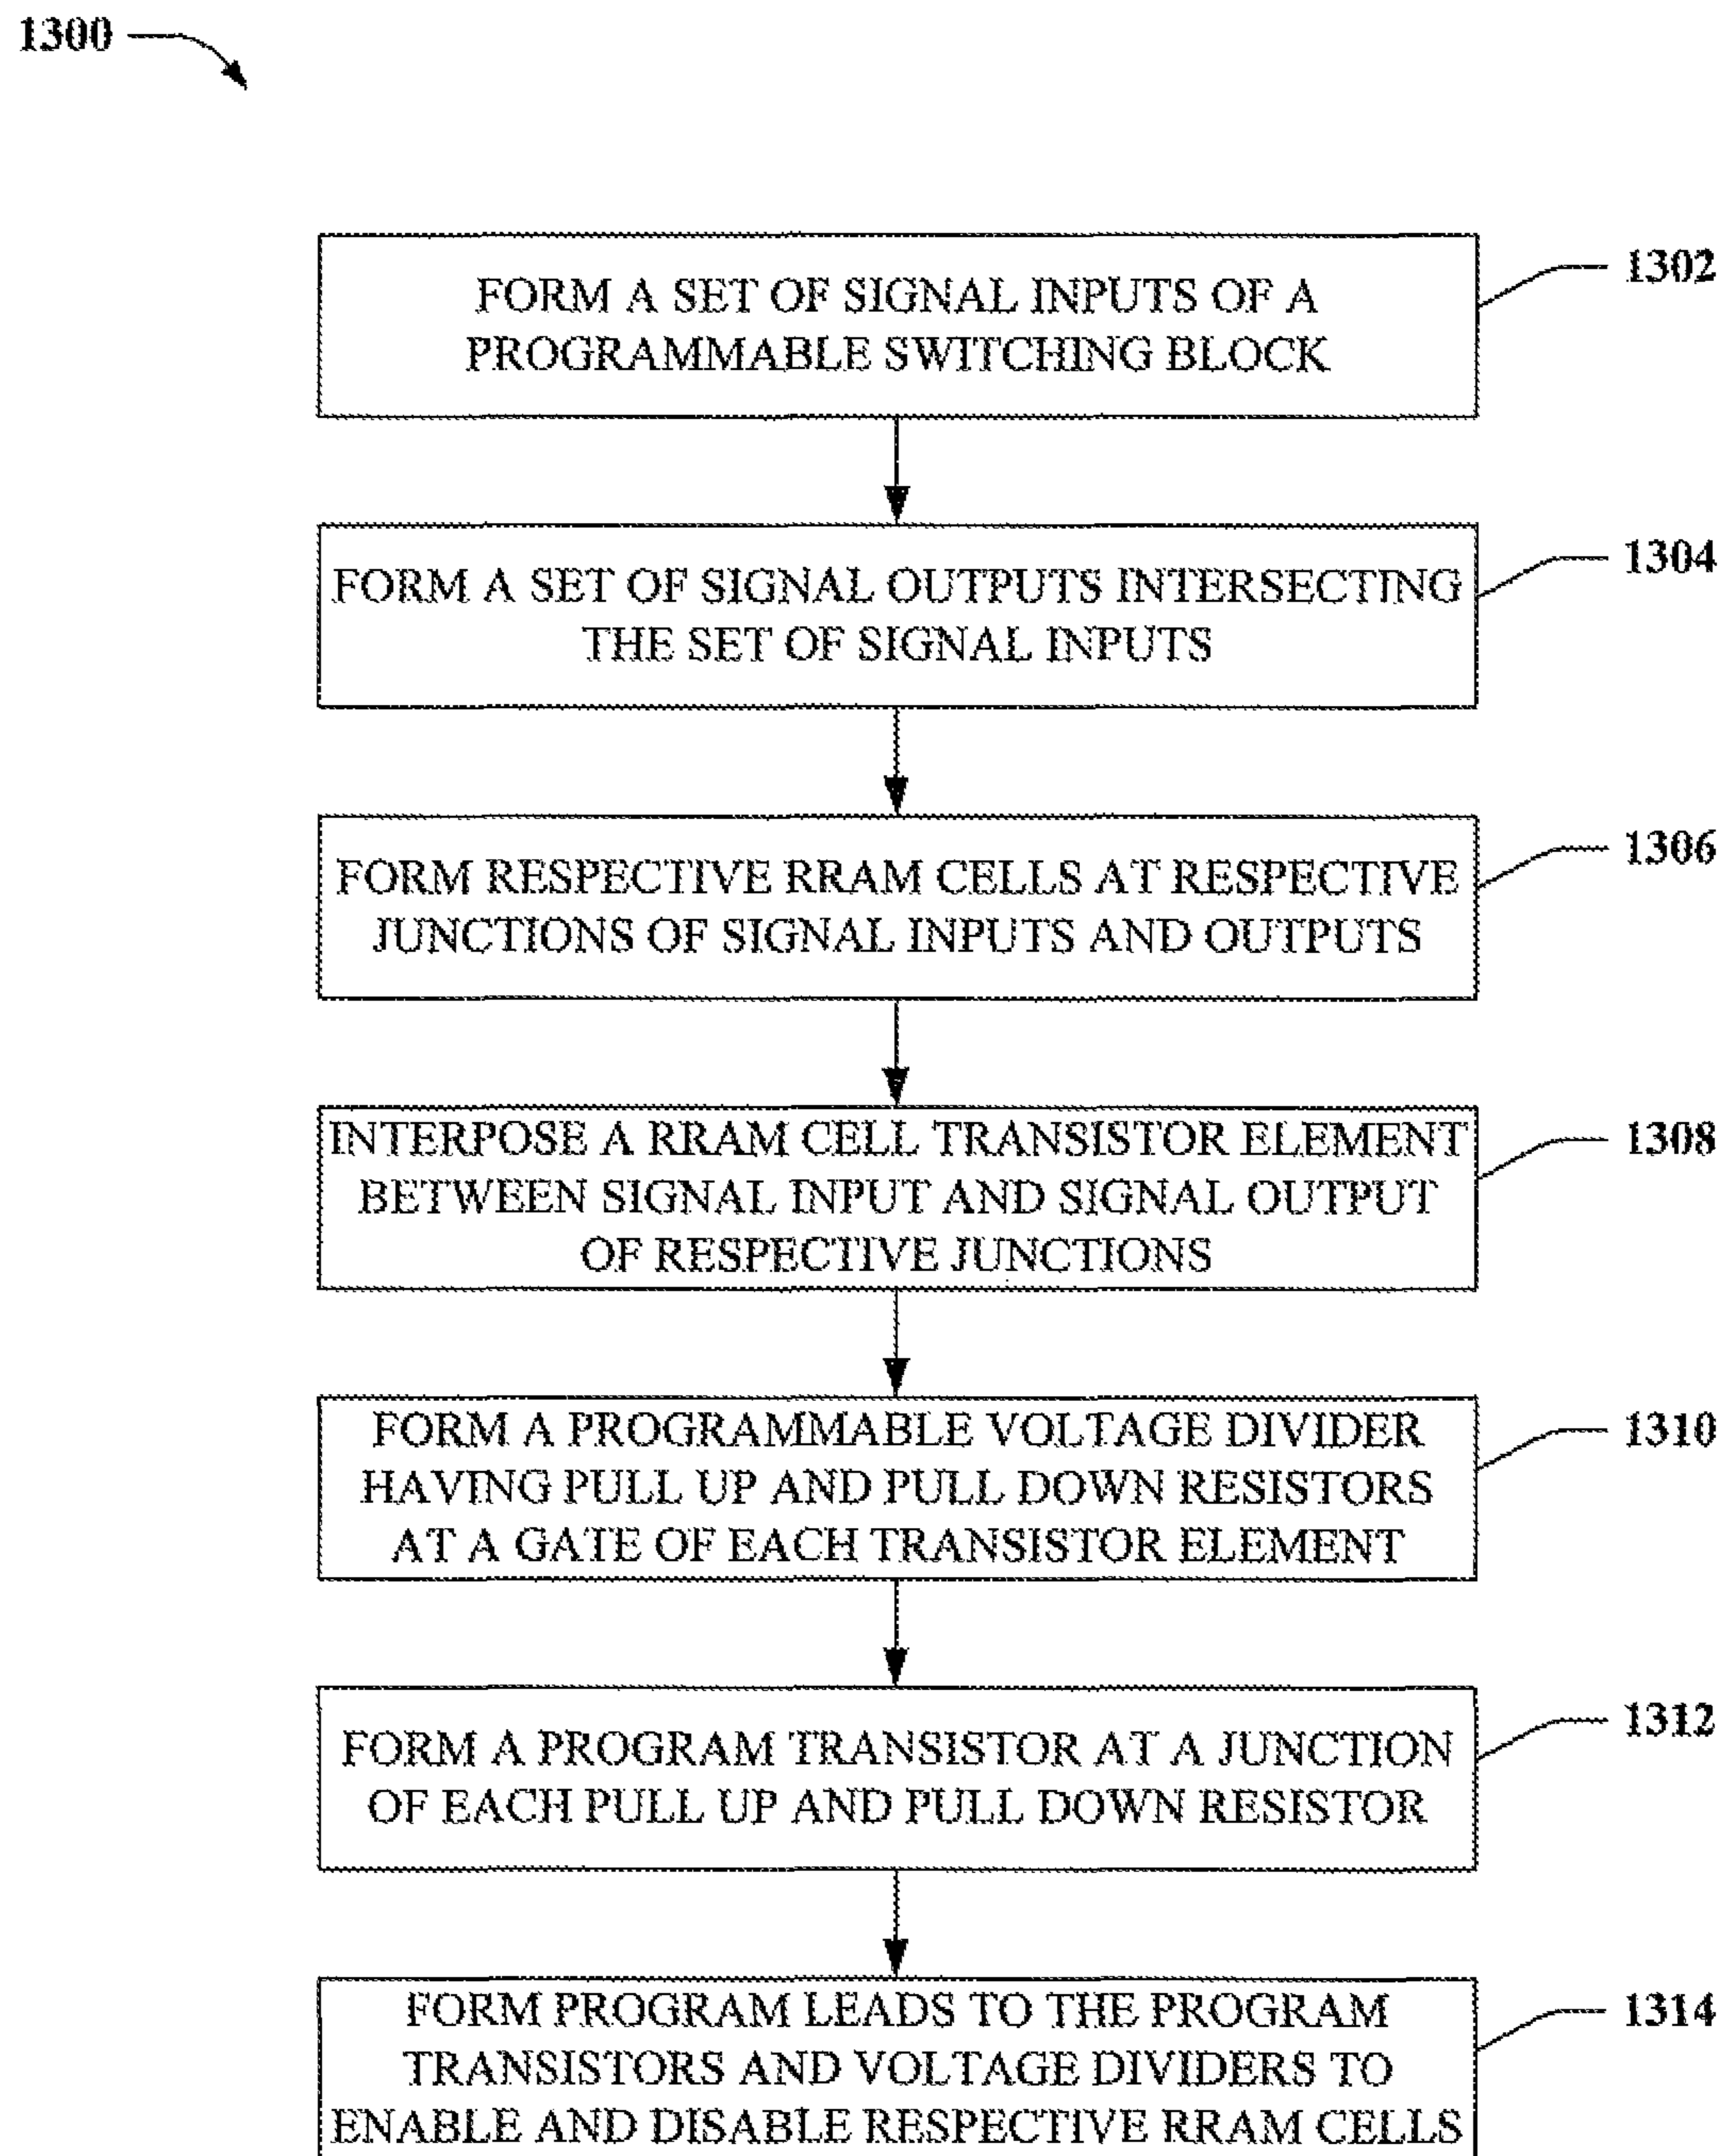 1300
FORM A SET OF SIGNAL INPUTS OF A
PROGRAMMABLE SWITCHING BLOCK
1302
FORM A SET OF SIGNAL OUTPUTS INTERSECTING
THE SET OF SIGNAL INPUTS
1304
FORM RESPECTIVE RRAM CELLS AT RESPECTIVE
JUNCTIONS OF SIGNAL INPUTS AND OUTPUTS
1306
INTERPOSE A RRAM CELL TRANSISTOR ELEMENT
BETWEEN SIGNAL INPUT AND SIGNAL OUTPUT
OF RESPECTIVE JUNCTIONS
1308
FORM A PROGRAMMABLE VOLTAGE DIVIDER
HAVING PULL UP AND PULL DOWN RESISTORS
AT A GATE OF EACH TRANSISTOR ELEMENT
1310
FORM A PROGRAM TRANSISTOR AT A JUNCTION
OF EACH PULL UP AND PULL DOWN RESISTOR
1312
FORM PROGRAM LEADS TO THE PROGRAM
TRANSISTORS AND VOLTAGE DIVIDERS TO
ENABLE AND DISABLE RESPECTIVE RRAM CELLS
1314